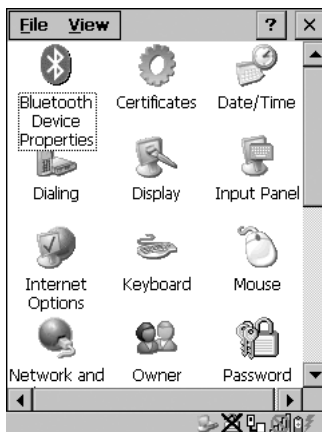 File View ? ×
Bluetooth Device Properties
Certificates
Date/Time
Dialing
Display
Input Panel
Internet Options
Keyboard
Mouse
Network and
Owner
Password